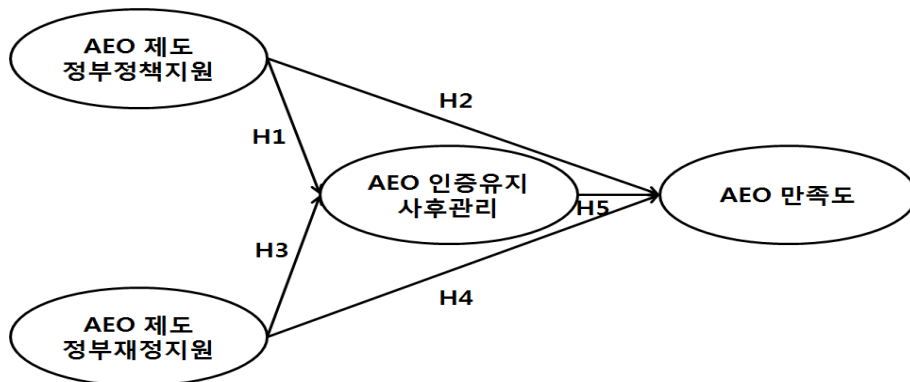 AEO 제도
정부정책지원
H2
H1
AEO 인증유지
사후관리
AEO 만족도
H5
H3
H4
AEO 제도
정부재정지원